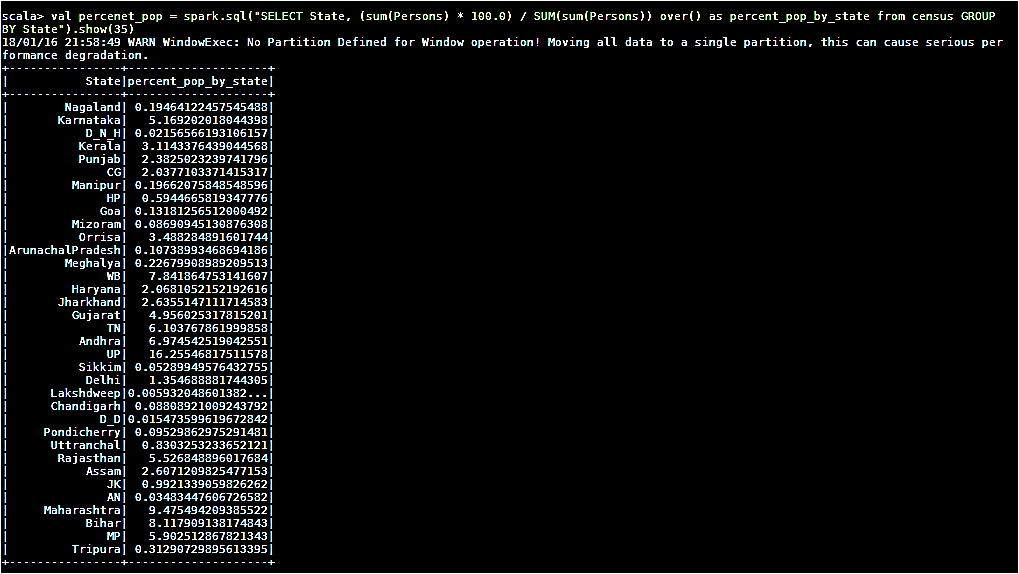 scala> val percenet_pop = spark.sql("SELECT State, (sum(Persons) * 100.0) / SUM(sum(Persons)) over() as percent_pop_by_state from census GROUP
BY State").show(35)
18/01/16 21:58:49 WARN WindowExec: No Partition Defined for Window operation! Moving all data to a single partition, this can cause serious per
formance degradation.
+----------------+--------------------+
|           State|percent_pop_by_state|
+----------------+--------------------+
|        Nagaland| 0.19464122457545488|
|       Karnataka|   5.169202018044398|
|           D_N_H| 0.02156566193106157|
|          Kerala|  3.1143376439044568|
|          Punjab|  2.3825023239741796|
|              CG|  2.0377103371415317|
|         Manipur| 0.19662075848548596|
|              HP|  0.5944665819347776|
|             Goa| 0.13181256512000492|
|         Mizoram| 0.08690945130876308|
|          Orrisa|   3.488284891601744|
|ArunachalPradesh| 0.10738993468694186|
|        Meghalya| 0.22679908989209513|
|              WB|   7.841864753141607|
|         Haryana|  2.0681052152192616|
|       Jharkhand|  2.6355147111714583|
|         Gujarat|   4.956025317815201|
|              TN|   6.103767861999858|
|          Andhra|   6.974542519042551|
|              UP|   16.25546817511578|
|          Sikkim| 0.05289949576432755|
|           Delhi|   1.354688881744305|
|      Lakshdweep|0.005932048601382...|
|      Chandigarh| 0.08808921009243792|
|             D_D|0.015473599619672842|
|     Pondicherry| 0.09529862975291481|
|      Uttranchal|  0.8303253233652121|
|       Rajasthan|   5.526848896017684|
|           Assam|  2.6071209825477153|
|              JK|  0.9921339059826262|
|              AN| 0.03483447606726582|
|     Maharashtra|   9.475494209385522|
|           Bihar|   8.117909138174843|
|              MP|   5.902512867821343|
|         Tripura| 0.31290729895613395|
+----------------+--------------------+